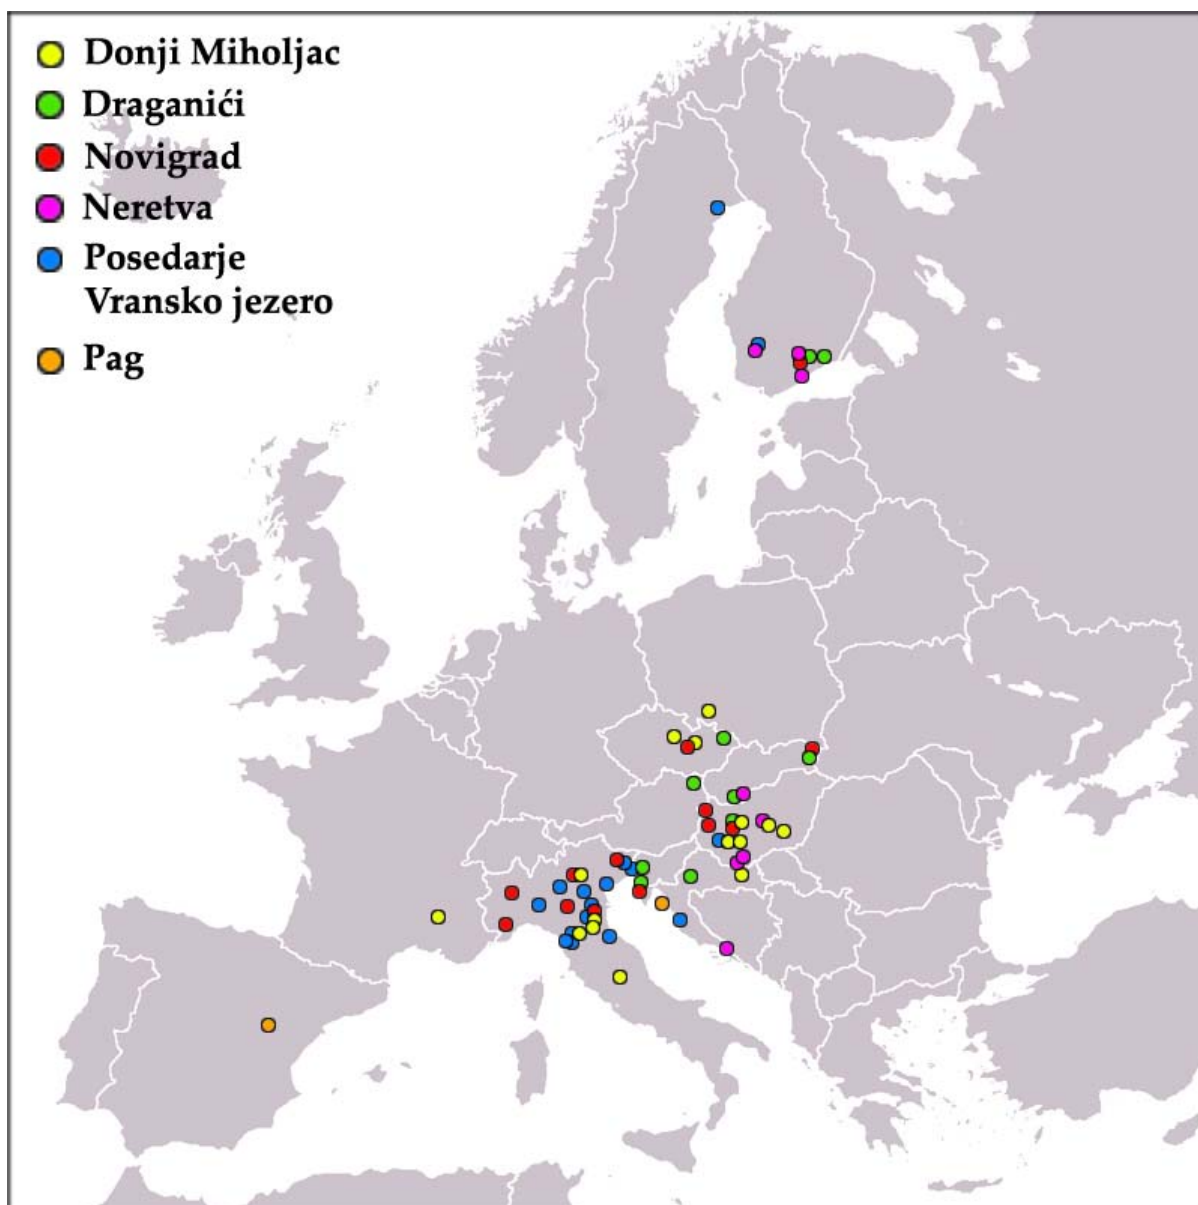 Donji Miholjac
Draganići
Novigrad
Neretva
Posedarje
Vransko jezero
Pag